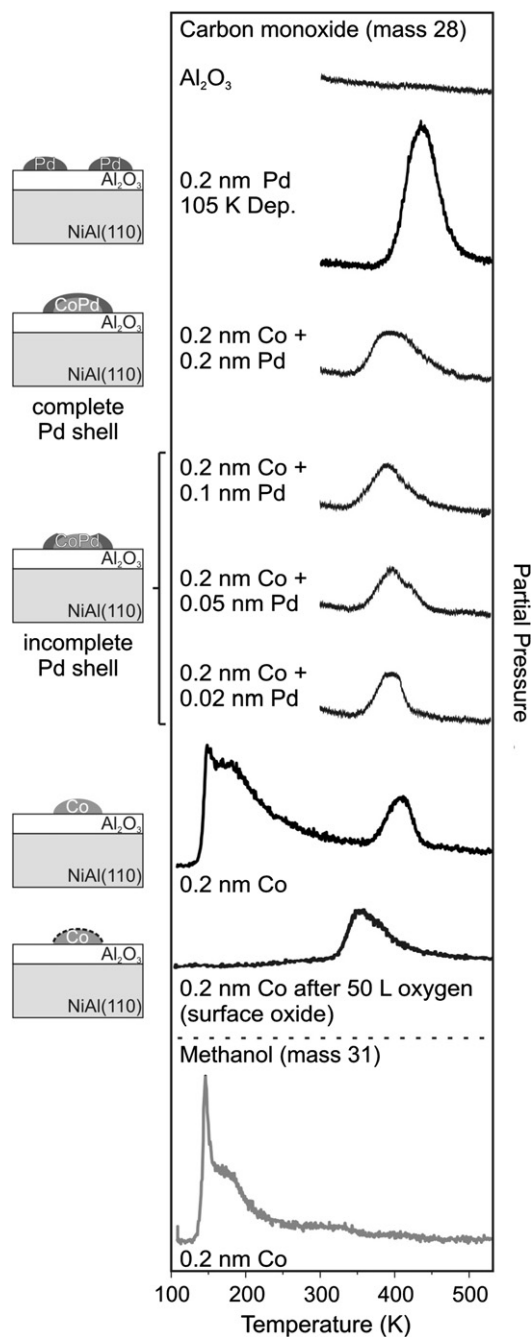 Carbon monoxide (mass 28)
Al₂O₃
Pd Pd
Al₂O₃
NiAl(110)
0.2 nm Pd
105 K Dep.
CoPd
Al₂O₃
NiAl(110)
complete
Pd shell
0.2 nm Co +
0.2 nm Pd
0.2 nm Co +
0.1 nm Pd
CoPd
Al₂O₃
NiAl(110)
incomplete
Pd shell
0.2 nm Co +
0.05 nm Pd
0.2 nm Co +
0.02 nm Pd
Co
Al₂O₃
NiAl(110)
0.2 nm Co
Co
Al₂O₃
NiAl(110)
0.2 nm Co after 50 L oxygen
(surface oxide)
Methanol (mass 31)
0.2 nm Co
Partial Pressure
100 200 300 400 500
Temperature (K)